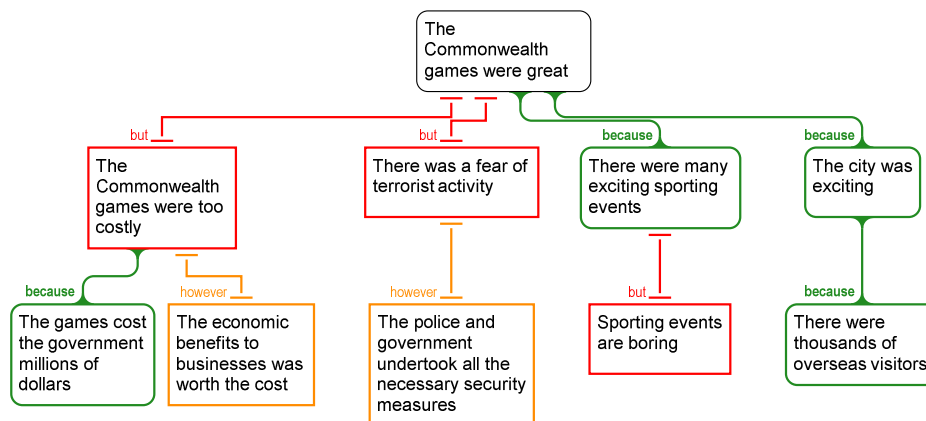 The
Commonwealth
games were great
but
but
because
because
The
Commonwealth
games were too
costly
There was a fear of
terrorist activity
There were many
exciting sporting
events
The city was
exciting
because
however
however
but
because
The games cost
the government
millions of
dollars
The economic
benefits to
businesses was
worth the cost
The police and
government
undertook all the
necessary security
measures
Sporting events
are boring
There were
thousands of
overseas visitors